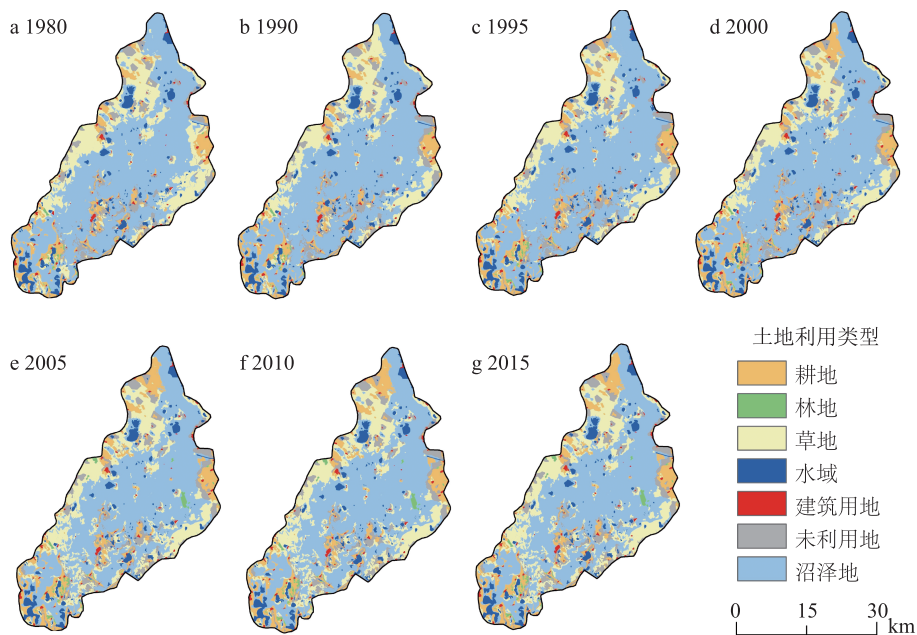 a 1980
b 1990
c 1995
d 2000
e 2005
f 2010
g 2015
土地利用类型
耕地
林地
草地
水域
建筑用地
未利用地
沼泽地
0 15 30
km